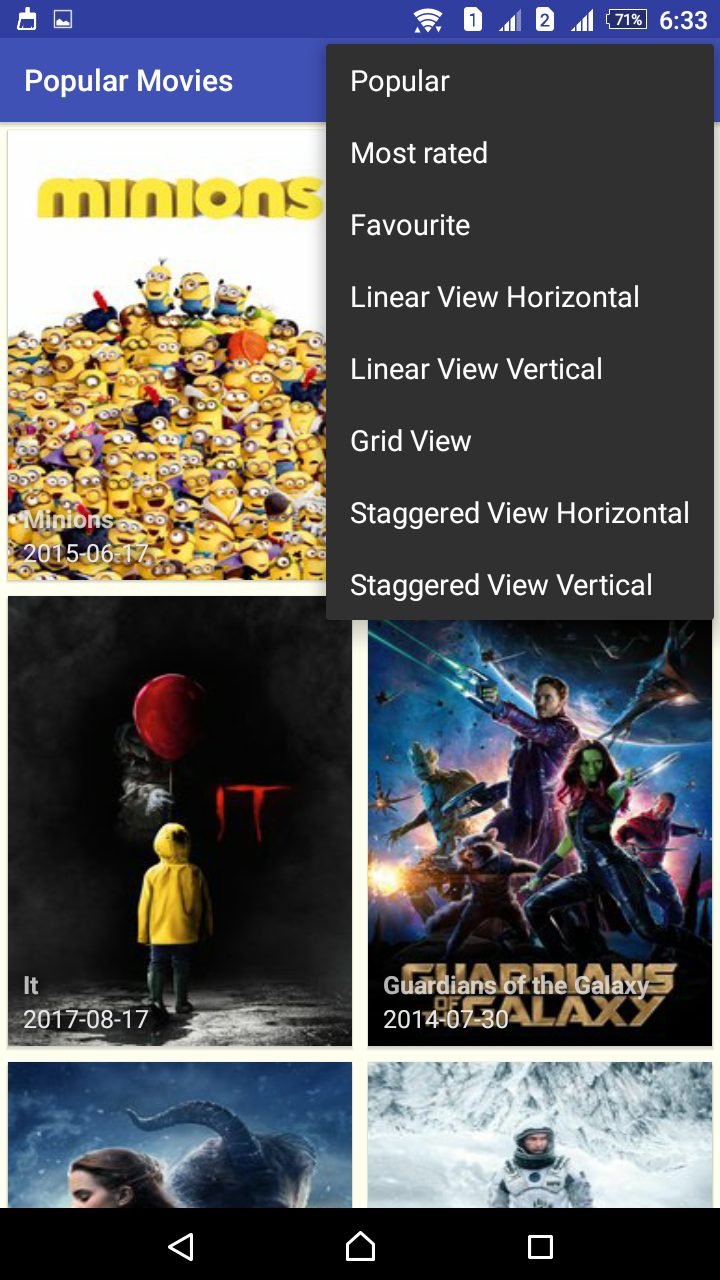 1
2
71%
6:33
Popular Movies
Popular
Most rated
Favourite
Linear View Horizontal
Linear View Vertical
Grid View
Staggered View Horizontal
Staggered View Vertical
minions
Minions
2015-06-17
IT
It
2017-08-17
GUARDIANS
OF THE
GALAXY
Guardians of the Galaxy
2014-07-30